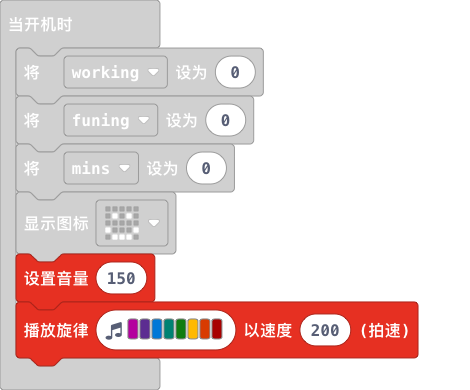 当开机时
将 working 设为 0
将 funing 设为 0
将 mins 设为 0
显示图标
设置音量 150
播放旋律 以速度 200 (拍速)